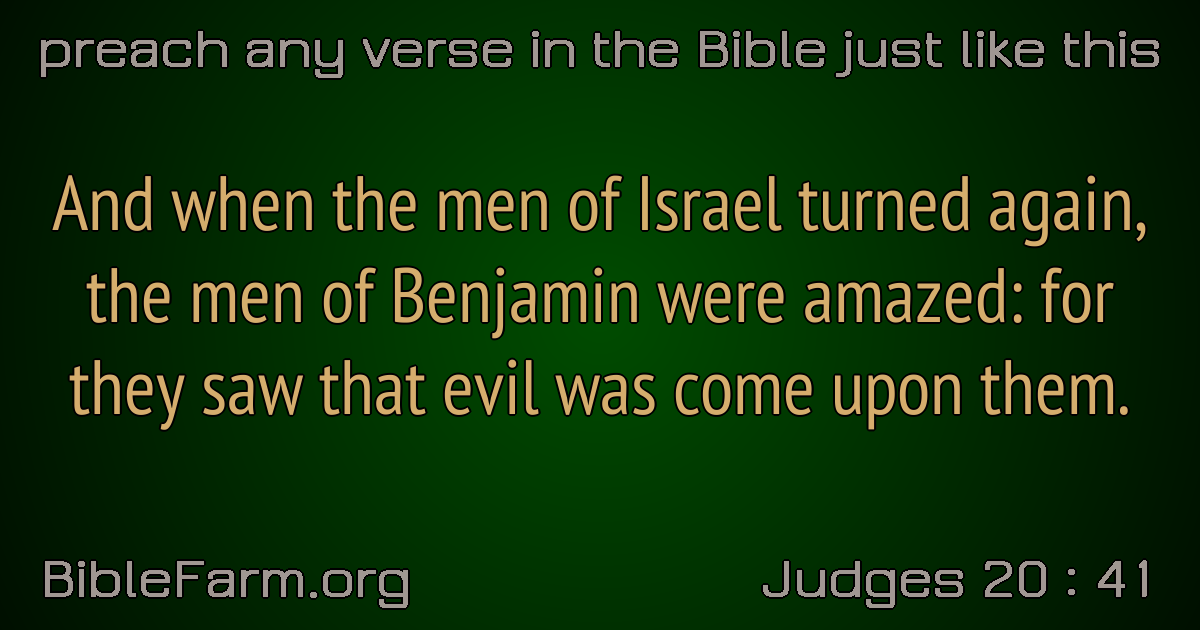 preach any verse in the Bible just like this
And when the men of Israel turned again,
the men of Benjamin were amazed: for
they saw that evil was come upon them.
BibleFarm.org
Judges 20 : 41